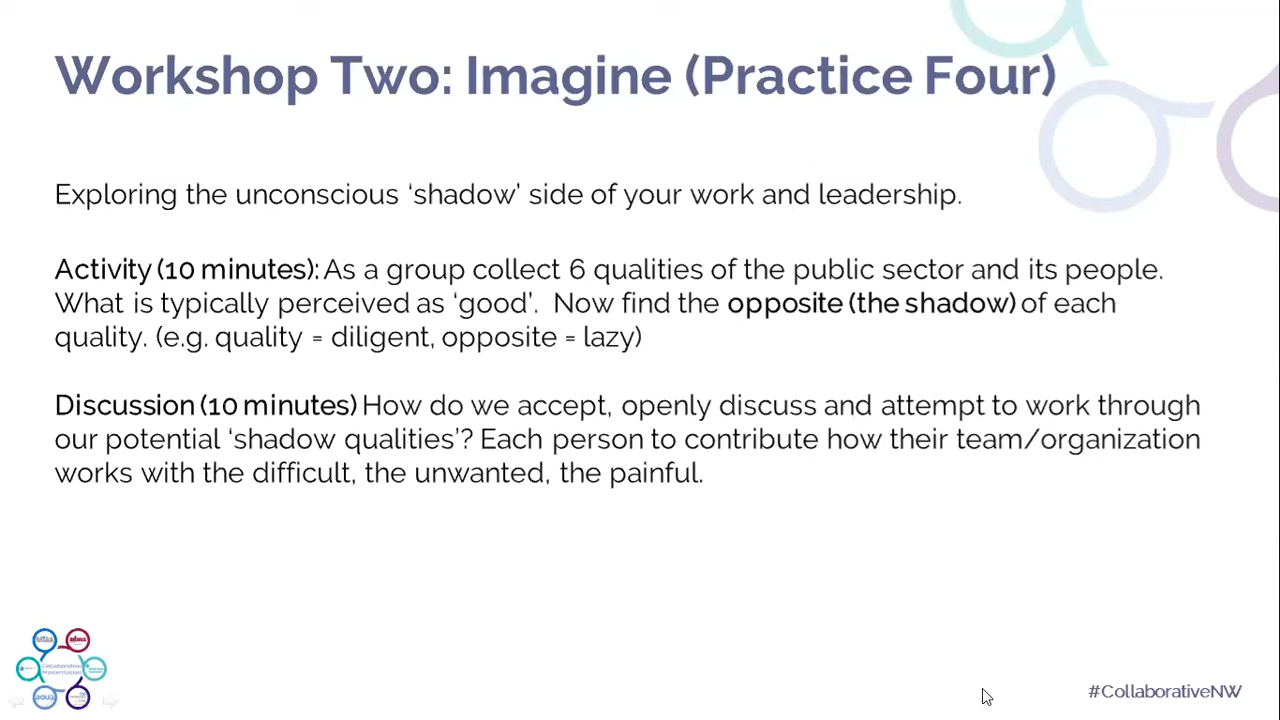 Workshop Two: Imagine (Practice Four)
Exploring the unconscious ‘shadow’ side of your work and leadership.
Activity (10 minutes): As a group collect 6 qualities of the public sector and its people.
What is typically perceived as ‘good’.  Now find the opposite (the shadow) of each
quality. (e.g. quality = diligent, opposite = lazy)
Discussion (10 minutes) How do we accept, openly discuss and attempt to work through
our potential ‘shadow qualities’? Each person to contribute how their team/organization
works with the difficult, the unwanted, the painful.
MIAA
Collaborative
Masterclasses
aqua
#CollaborativeNW